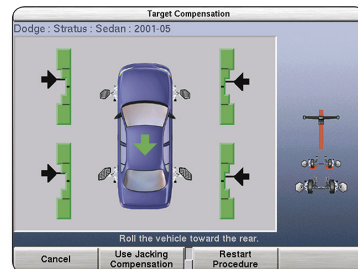 Target Compensation
Dodge : Stratus : Sedan : 2001-05
Roll the vehicle toward the rear.
Cancel
Use Jacking
Compensation
Restart
Procedure